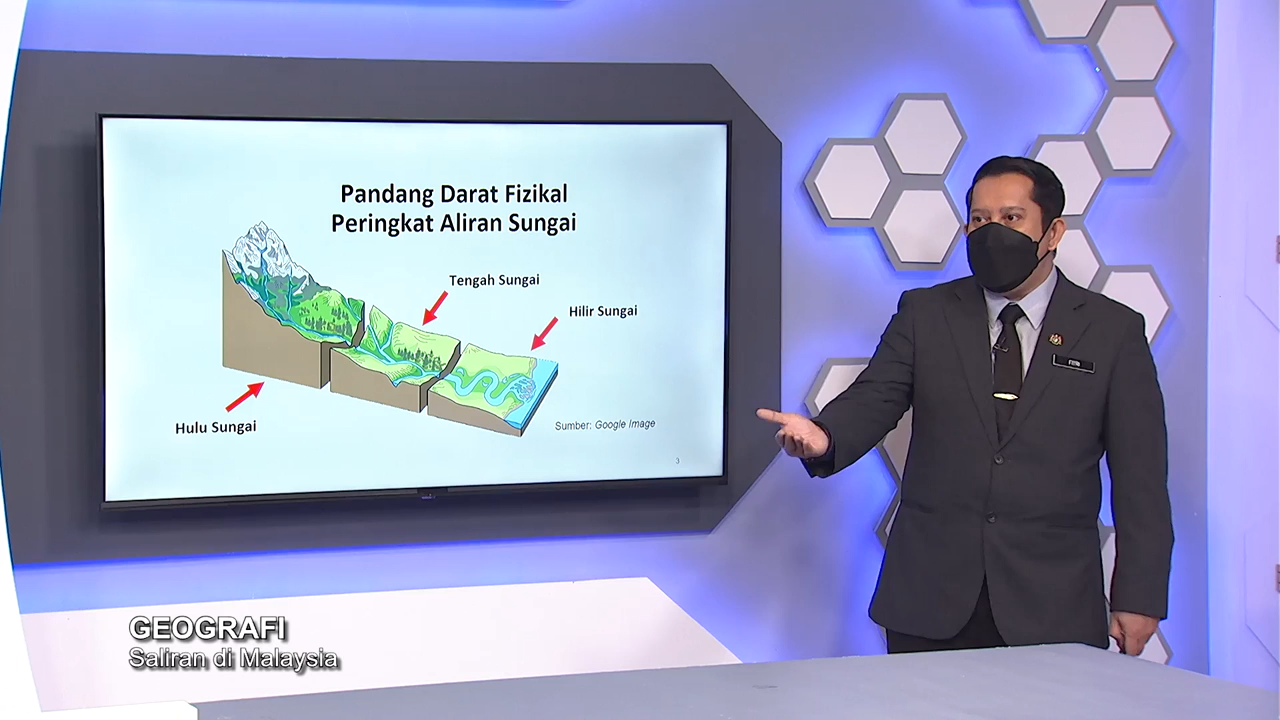 Pandang Darat Fizikal
Peringkat Aliran Sungai
Tengah Sungai
Hilir Sungai
Hulu Sungai
Sumber: Google Image
3
FITRI
GEOGRAFI
Saliran di Malaysia